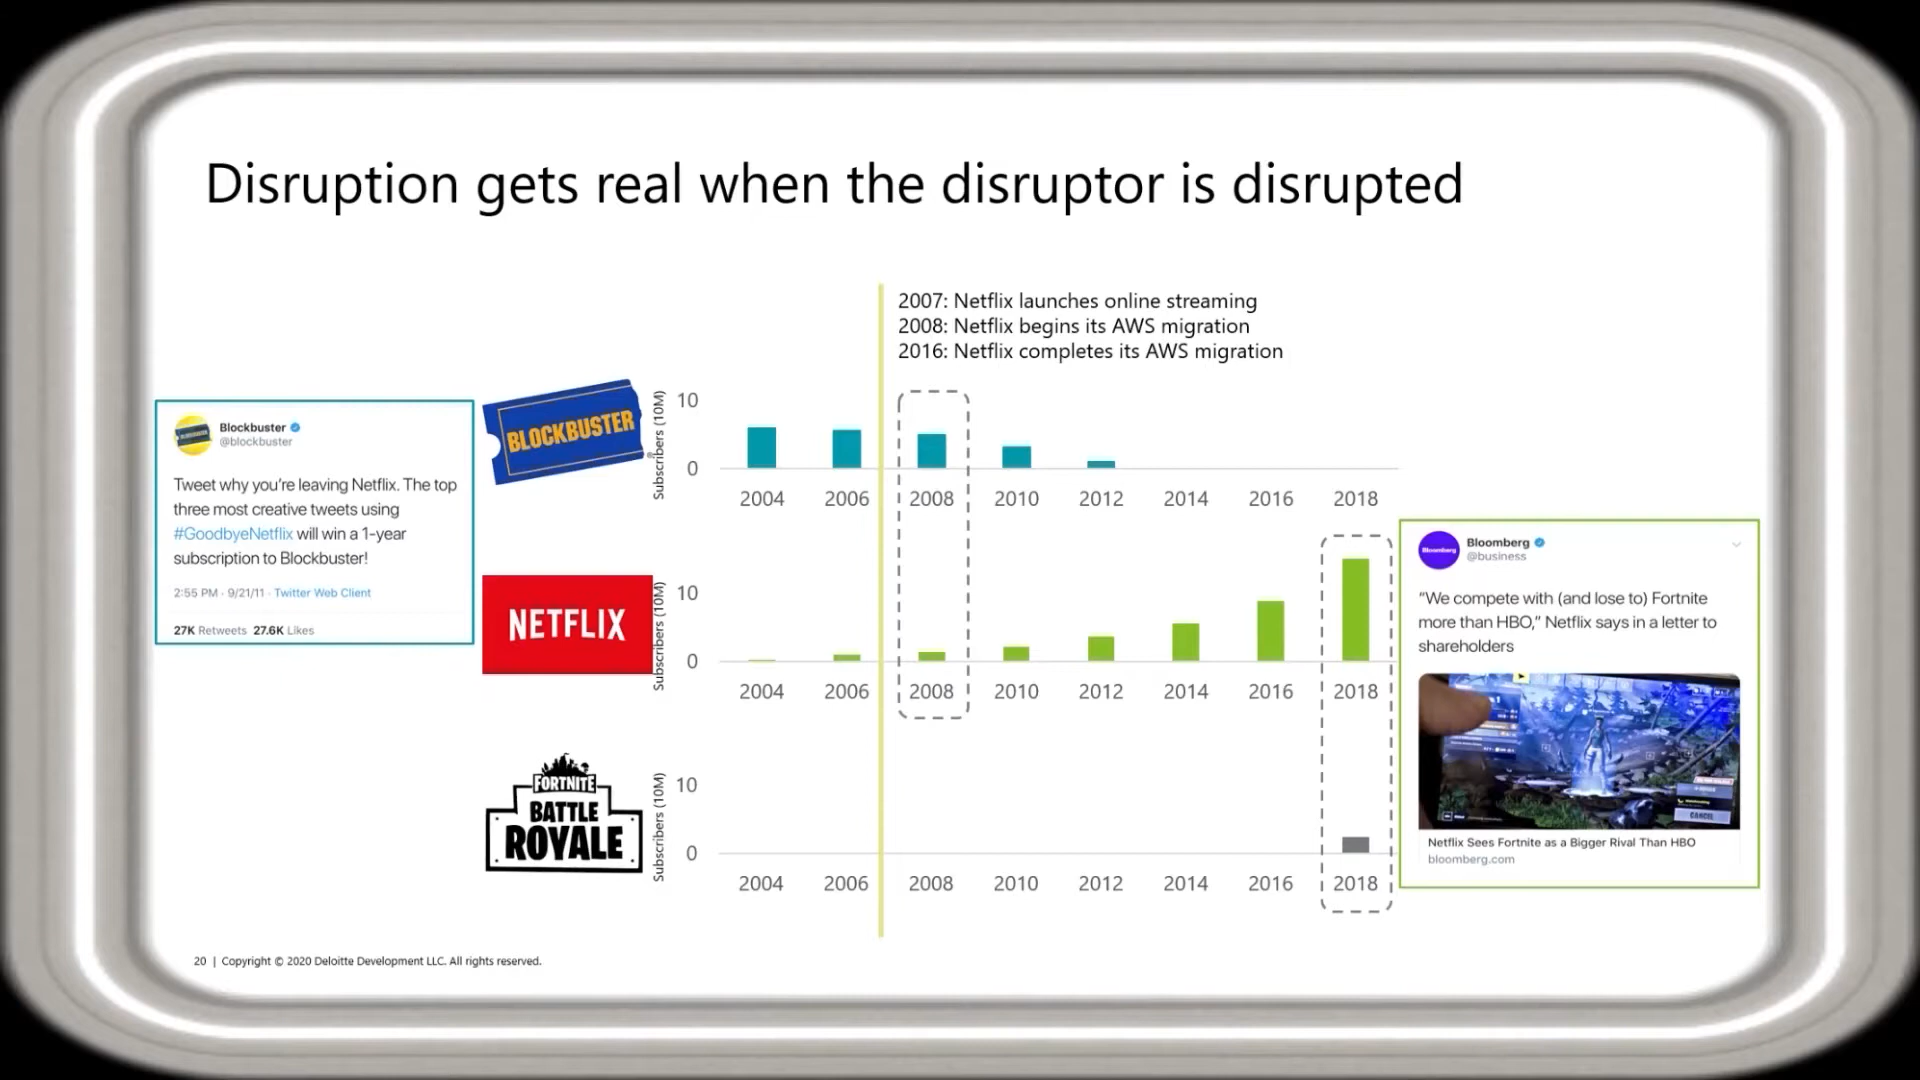 Disruption gets real when the disruptor is disrupted
2007: Netflix launches online streaming
2008: Netflix begins its AWS migration
2016: Netflix completes its AWS migration
Blockbuster
@blockbuster
Tweet why you're leaving Netflix. The top
three most creative tweets using
#GoodbyeNetflix will win a 1-year
subscription to Blockbuster!
2:55 PM · 9/21/11 · Twitter Web Client
27K Retweets 27.6K Likes
BLOCKBUSTER
Subscribers (10M)
10
0
2004 2006 2008 2010 2012 2014 2016 2018
NETFLIX
Subscribers (10M)
10
0
2004 2006 2008 2010 2012 2014 2016 2018
FORTNITE
BATTLE
ROYALE
Subscribers (10M)
10
0
2004 2006 2008 2010 2012 2014 2016 2018
Bloomberg
Bloomberg
@business
“We compete with (and lose to) Fortnite
more than HBO,” Netflix says in a letter to
shareholders
CANCEL
Netflix Sees Fortnite as a Bigger Rival Than HBO
bloomberg.com
20 | Copyright © 2020 Deloitte Development LLC. All rights reserved.